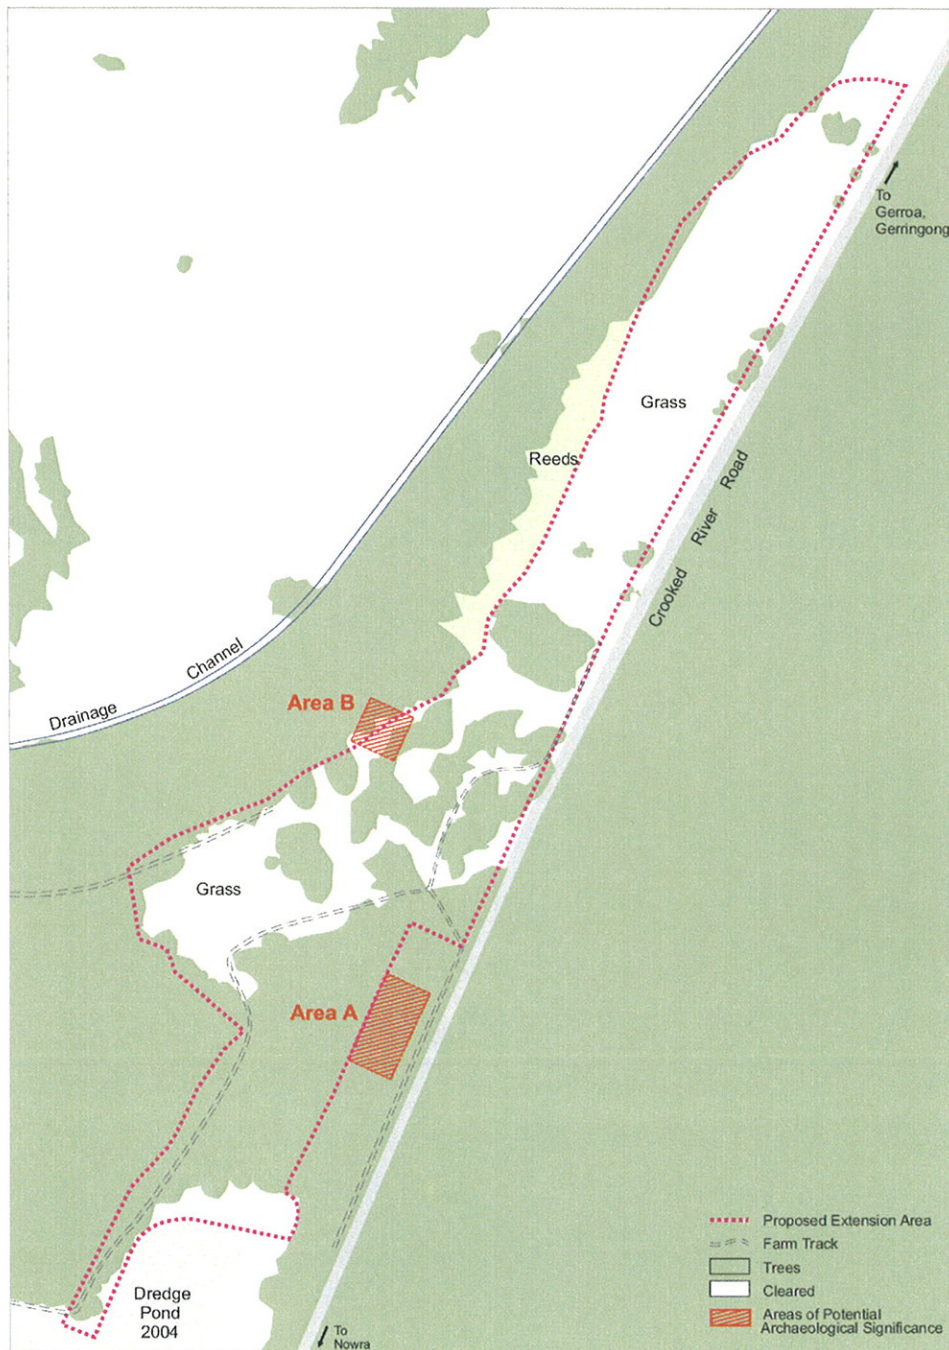 To
Gerroa,
Gerringong
Grass
Reeds
Crooked River Road
Drainage Channel
Area B
Grass
Area A
Dredge
Pond
2004
To
Nowra
Proposed Extension Area
Farm Track
Trees
Cleared
Areas of Potential
Archaeological Significance